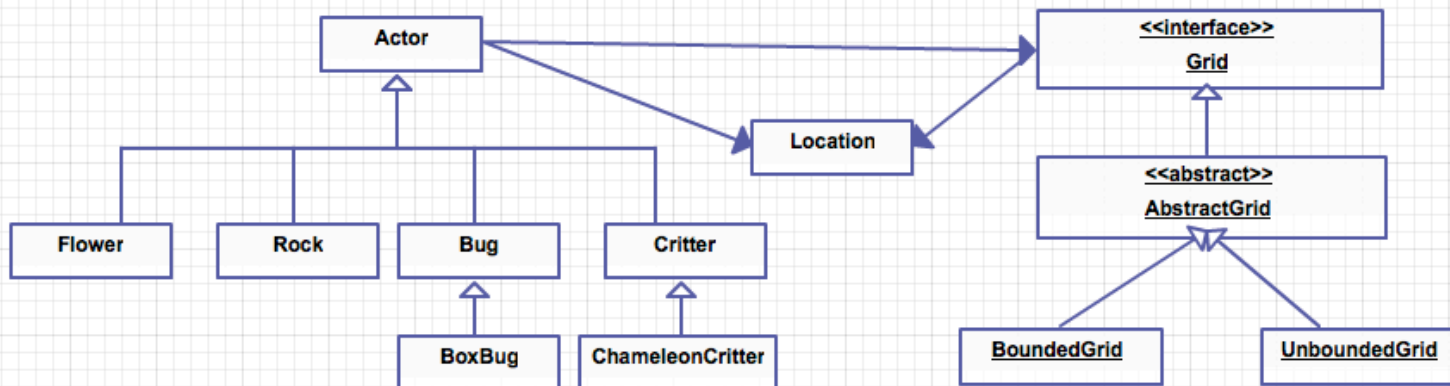 Actor
<<interface>>
Grid
Location
<<abstract>>
AbstractGrid
Flower
Rock
Bug
Critter
BoxBug
ChameleonCritter
BoundedGrid
UnboundedGrid